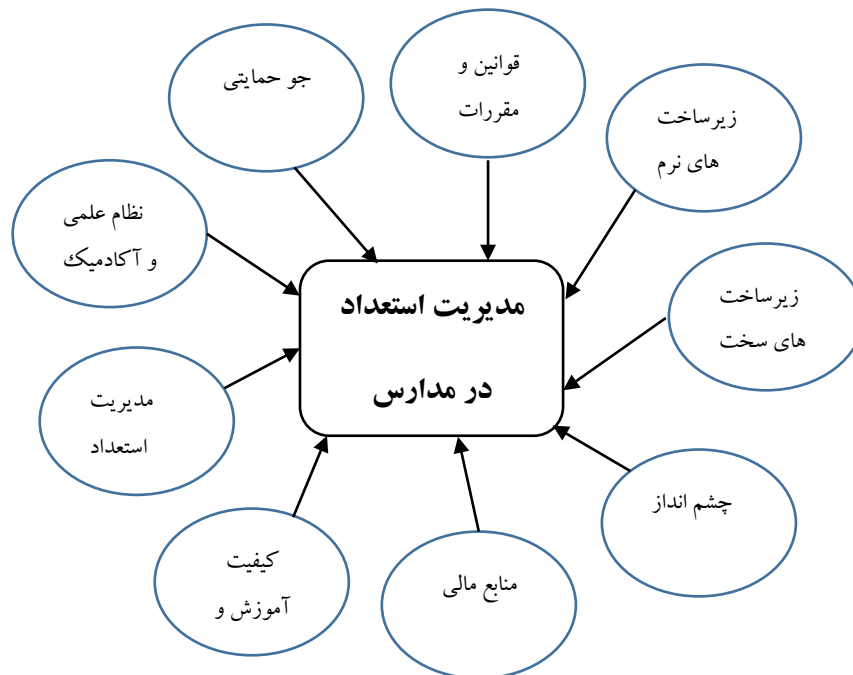 جو حمایتی
قوانین و
مقررات
زیرساخت
های نرم
نظام علمی
و آکادمیک
مدیریت استعداد
در مدارس
زیرساخت
های سخت
مدیریت
استعداد
چشم انداز
کیفیت
آموزش و
منابع مالی